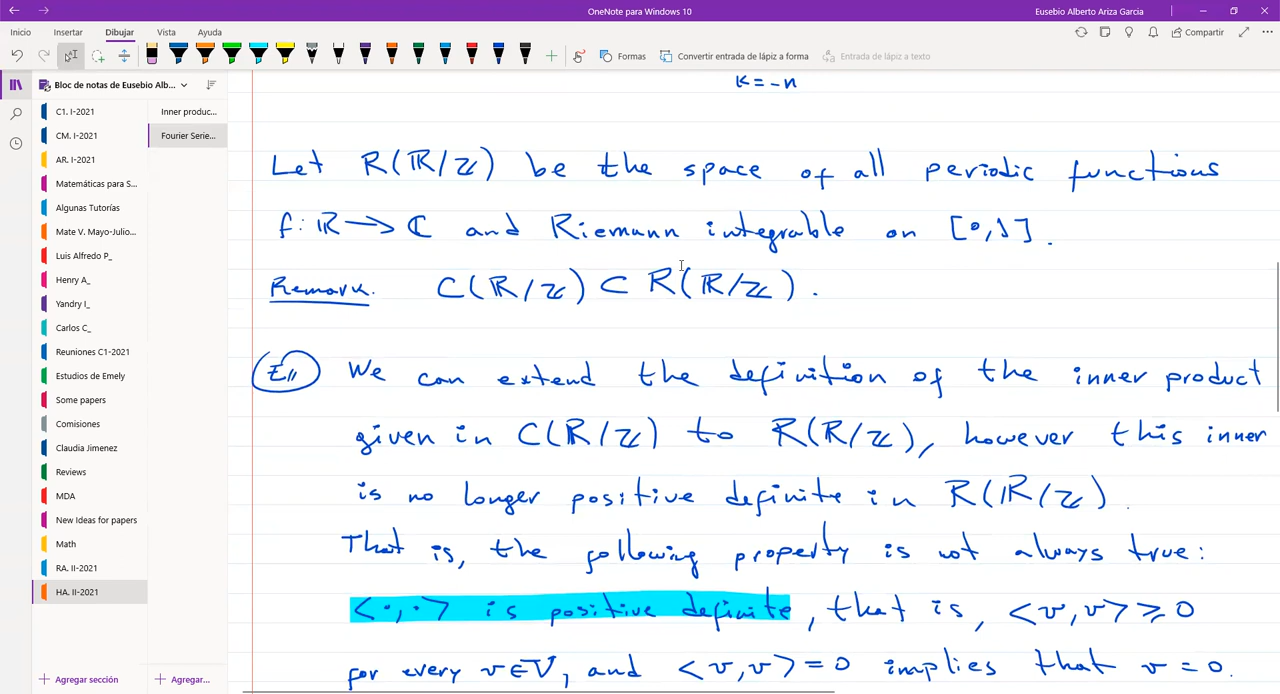 OneNote para Windows 10
Eusebio Alberto Ariza Garcia
Inicio Insertar Dibujar Vista Ayuda
Compartir
Formas Convertir entrada de lápiz a forma Entrada de lápiz a texto
Bloc de notas de Eusebio Alb...
C1. I-2021
CM. I-2021
AR. I-2021
Matemáticas para S...
Algunas Tutorías
Mate V. Mayo-Julio...
Luis Alfredo P_
Henry A_
Yandry I_
Carlos C_
Reuniones C1-2021
Estudios de Emely
Some papers
Comisiones
Claudia Jimenez
Reviews
MDA
New Ideas for papers
Math
RA. II-2021
HA. II-2021
Agregar sección
Inner produc...
Fourier Serie...
Agregar...
K = -n
Let R(ℝ/ℤ) be the space of all periodic functions
f: ℝ → ℂ and Riemann integrable on [0,1].
Remark. C(ℝ/ℤ) ⊂ R(ℝ/ℤ).
E11 We can extend the definition of the inner product
given in C(ℝ/ℤ) to R(ℝ/ℤ), however this inner
is no longer positive definite in R(ℝ/ℤ).
That is, the following property is not always true:
<·,·> is positive definite, that is, <v,v> ≥ 0
for every v∈V, and <v,v> = 0 implies that v = 0.